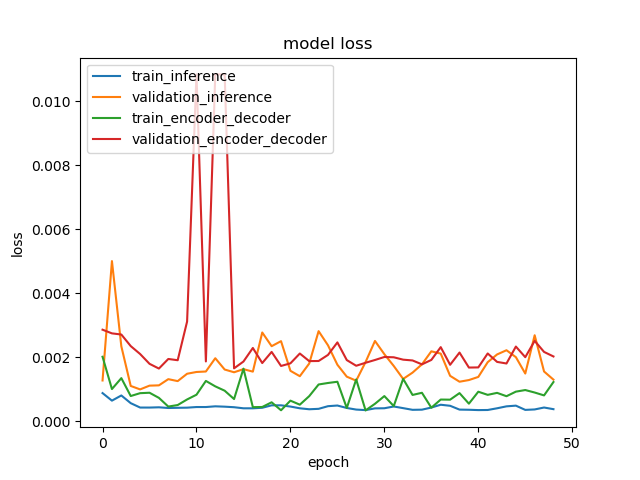 model loss
train_inference
validation_inference
train_encoder_decoder
validation_encoder_decoder
loss
0.010
0.008
0.006
0.004
0.002
0.000
0 10 20 30 40 50
epoch